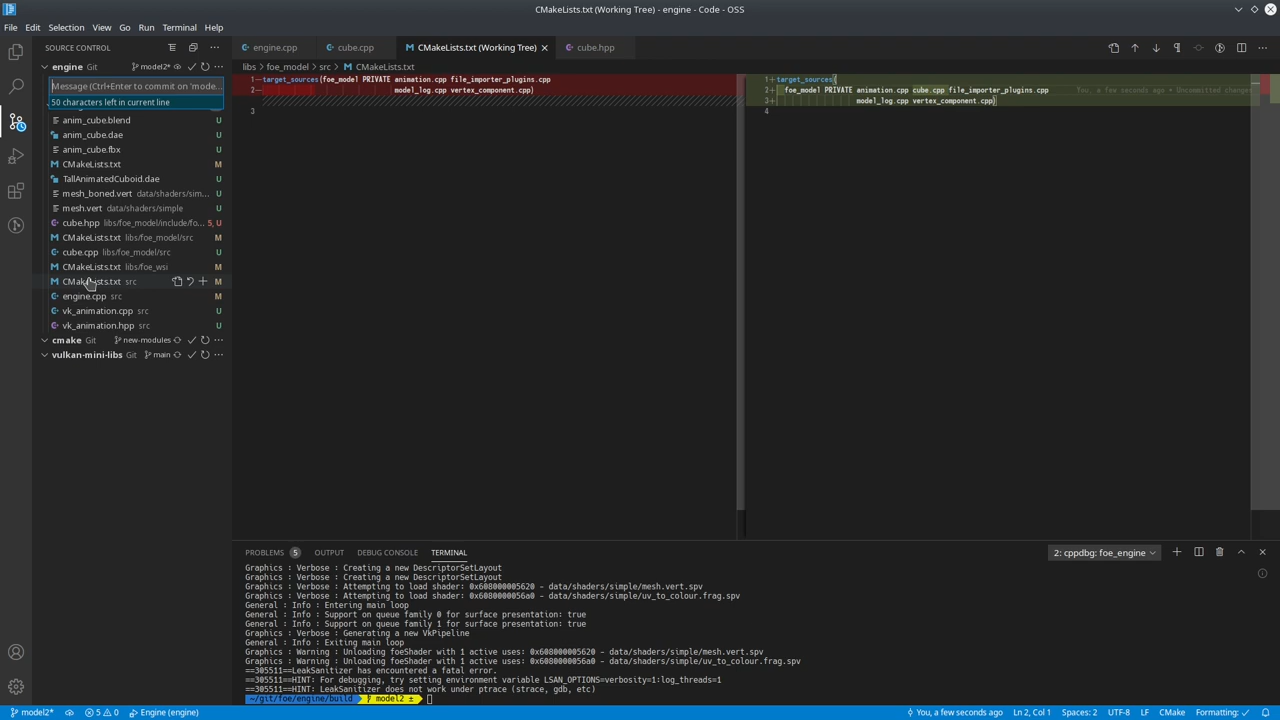 CMakeLists.txt (Working Tree) - engine - Code - OSS
File Edit Selection View Go Run Terminal Help
SOURCE CONTROL
engine Git model2*
Message (Ctrl+Enter to commit on 'mode...
50 characters left in current line
anim_cube.blend U
anim_cube.dae U
anim_cube.fbx U
CMakeLists.txt M
TallAnimatedCuboid.dae U
mesh_boned.vert data/shaders/sim... U
mesh.vert data/shaders/simple U
cube.hpp libs/foe_model/include/fo... 5, U
CMakeLists.txt libs/foe_model/src M
cube.cpp libs/foe_model/src U
CMakeLists.txt libs/foe_wsi M
CMakeLists.txt src M
engine.cpp src M
vk_animation.cpp src U
vk_animation.hpp src U
cmake Git new-modules
vulkan-mini-libs Git main
engine.cpp cube.cpp CMakeLists.txt (Working Tree) cube.hpp
libs > foe_model > src > CMakeLists.txt
1- target_sources(foe_model PRIVATE animation.cpp file_importer_plugins.cpp
2- model_log.cpp vertex_component.cpp)
3
1+ target_sources(
2+ foe_model PRIVATE animation.cpp cube.cpp file_importer_plugins.cpp You, a few seconds ago • Uncommitted changes
3+ model_log.cpp vertex_component.cpp)
4
PROBLEMS 5 OUTPUT DEBUG CONSOLE TERMINAL 2: cppdbg: foe_engine
Graphics : Verbose : Creating a new DescriptorSetLayout
Graphics : Verbose : Creating a new DescriptorSetLayout
Graphics : Verbose : Attempting to load shader: 0x608000005620 - data/shaders/simple/mesh.vert.spv
Graphics : Verbose : Attempting to load shader: 0x6080000056a0 - data/shaders/simple/uv_to_colour.frag.spv
General : Info : Entering main loop
General : Info : Support on queue family 0 for surface presentation: true
General : Info : Support on queue family 1 for surface presentation: true
Graphics : Verbose : Generating a new VkPipeline
General : Info : Exiting main loop
Graphics : Warning : Unloading foeShader with 1 active uses: 0x608000005620 - data/shaders/simple/mesh.vert.spv
Graphics : Warning : Unloading foeShader with 1 active uses: 0x6080000056a0 - data/shaders/simple/uv_to_colour.frag.spv
==305511==LeakSanitizer has encountered a fatal error.
==305511==HINT: For debugging, try setting environment variable LSAN_OPTIONS=verbosity=1:log_threads=1
==305511==HINT: LeakSanitizer does not work under ptrace (strace, gdb, etc)
~/git/foe/engine/build model2 ±
model2* 5 0 Engine (engine) You, a few seconds ago Ln 2, Col 1 Spaces: 2 UTF-8 LF CMake Formatting: ✓